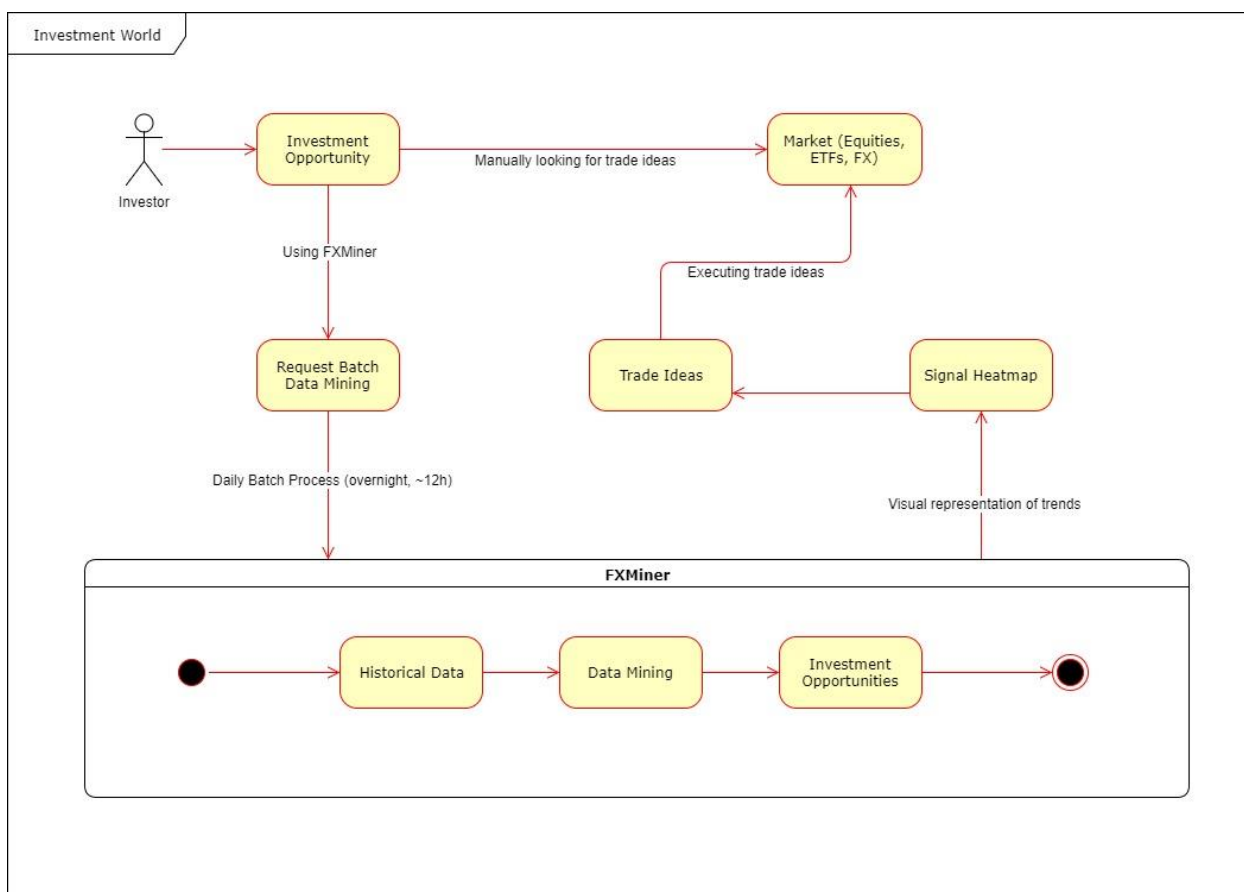 Investment World
Investor
Investment
Opportunity
Manually looking for trade ideas
Market (Equities,
ETFs, FX)
Using FXMiner
Executing trade ideas
Request Batch
Data Mining
Trade Ideas
Signal Heatmap
Daily Batch Process (overnight, ~12h)
Visual representation of trends
FXMiner
Historical Data
Data Mining
Investment
Opportunities